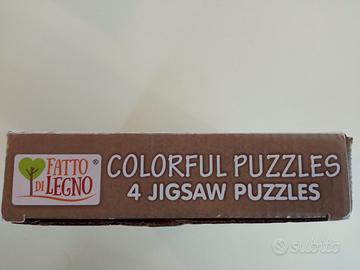 FATTO
DI LEGNO
®
COLORFUL PUZZLES
4 JIGSAW PUZZLES
subito